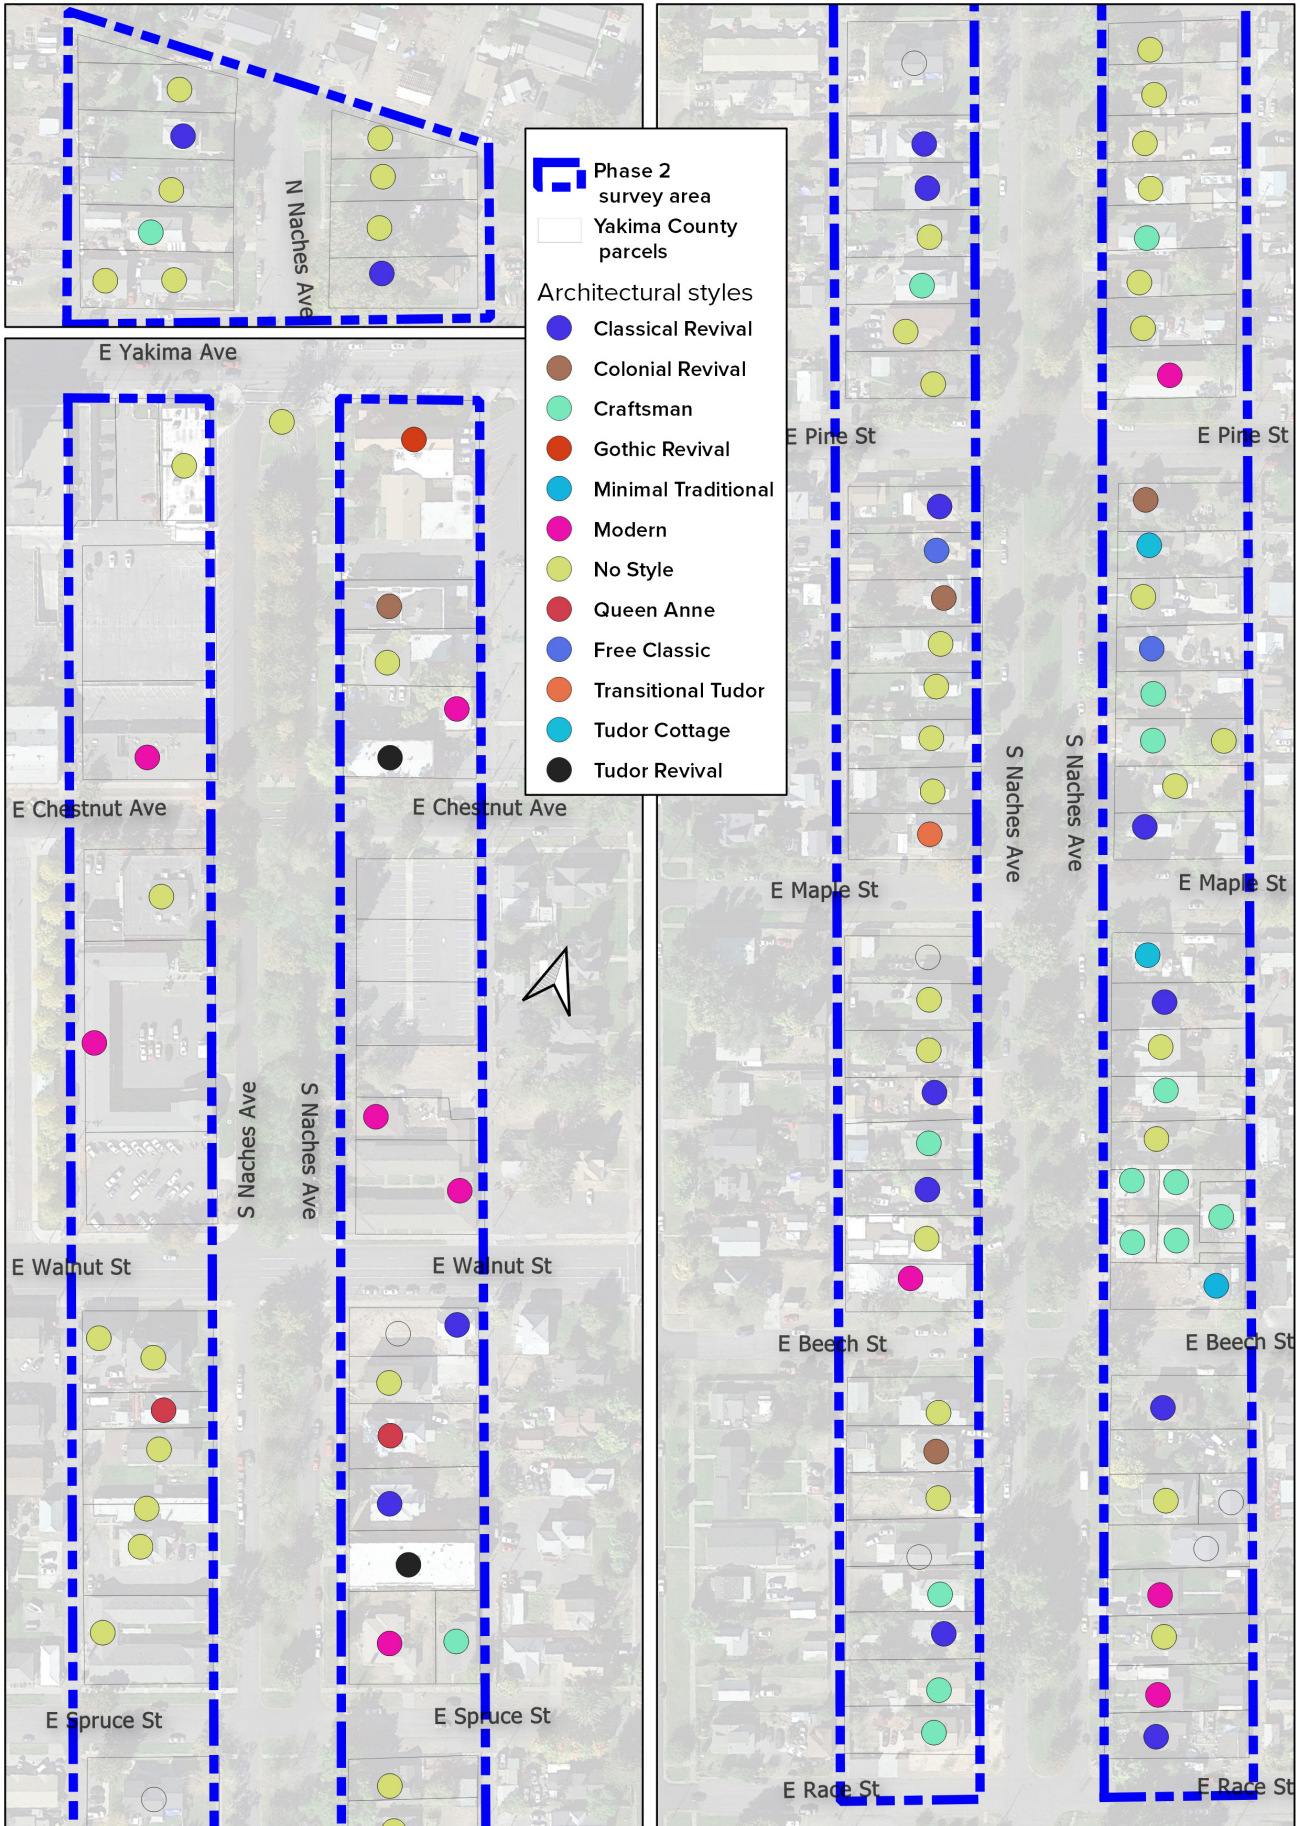 N Naches Ave
E Yakima Ave
E Chestnut Ave
E Chestnut Ave
S Naches Ave
S Naches Ave
E Walnut St
E Walnut St
E Spruce St
E Spruce St
Phase 2
survey area
Yakima County
parcels
Architectural styles
Classical Revival
Colonial Revival
Craftsman
Gothic Revival
Minimal Traditional
Modern
No Style
Queen Anne
Free Classic
Transitional Tudor
Tudor Cottage
Tudor Revival
E Pine St
E Pine St
S Naches Ave
S Naches Ave
E Maple St
E Maple St
E Beech St
E Beech St
E Race St
E Race St